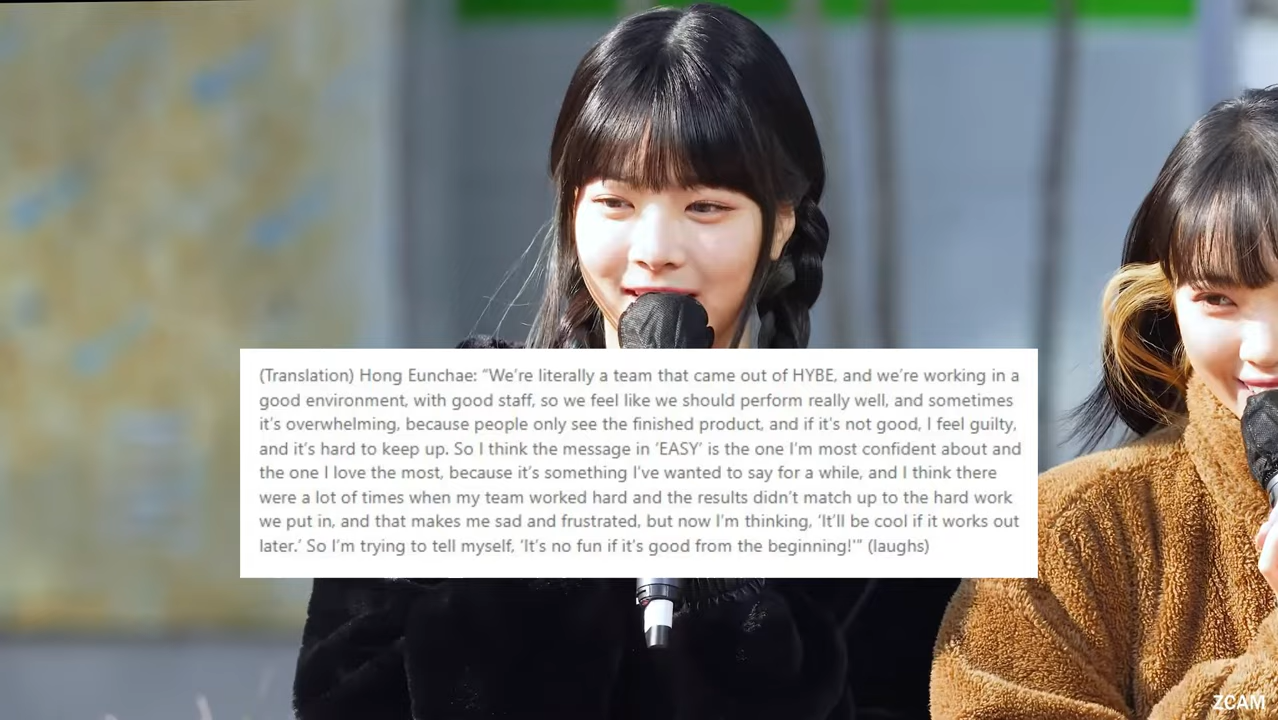 (Translation) Hong Eunchae: “We’re literally a team that came out of HYBE, and we’re working in a
good environment, with good staff, so we feel like we should perform really well, and sometimes
it’s overwhelming, because people only see the finished product, and if it’s not good, I feel guilty,
and it’s hard to keep up. So I think the message in ‘EASY’ is the one I’m most confident about and
the one I love the most, because it’s something I’ve wanted to say for a while, and I think there
were a lot of times when my team worked hard and the results didn’t match up to the hard work
we put in, and that makes me sad and frustrated, but now I’m thinking, ‘It’ll be cool if it works out
later.’ So I’m trying to tell myself, ‘It’s no fun if it’s good from the beginning!’” (laughs)
ZCAM